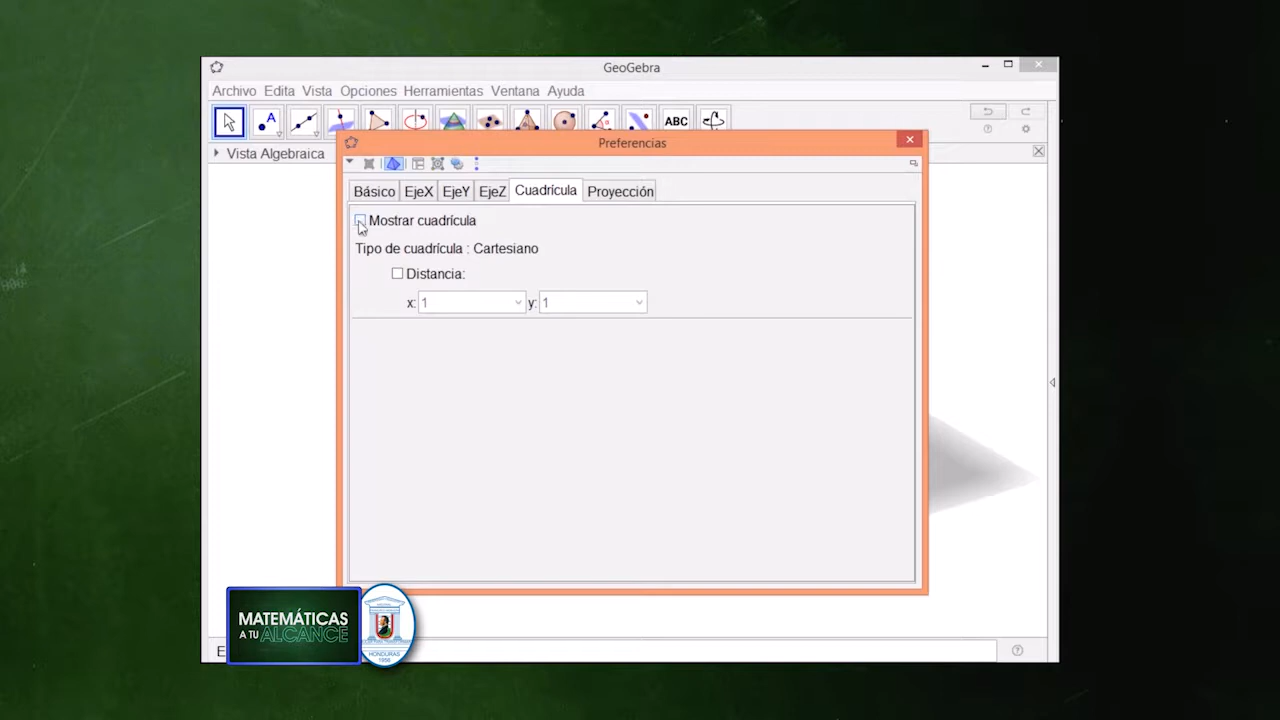 GeoGebra
Archivo Edita Vista Opciones Herramientas Ventana Ayuda
A ABC
Vista Algebraica
Preferencias
Básico EjeX EjeY EjeZ Cuadrícula Proyección
Mostrar cuadrícula
Tipo de cuadrícula : Cartesiano
Distancia:
x: 1 y: 1
E
MATEMÁTICAS
A TU ALCANCE
HONDURAS
1956